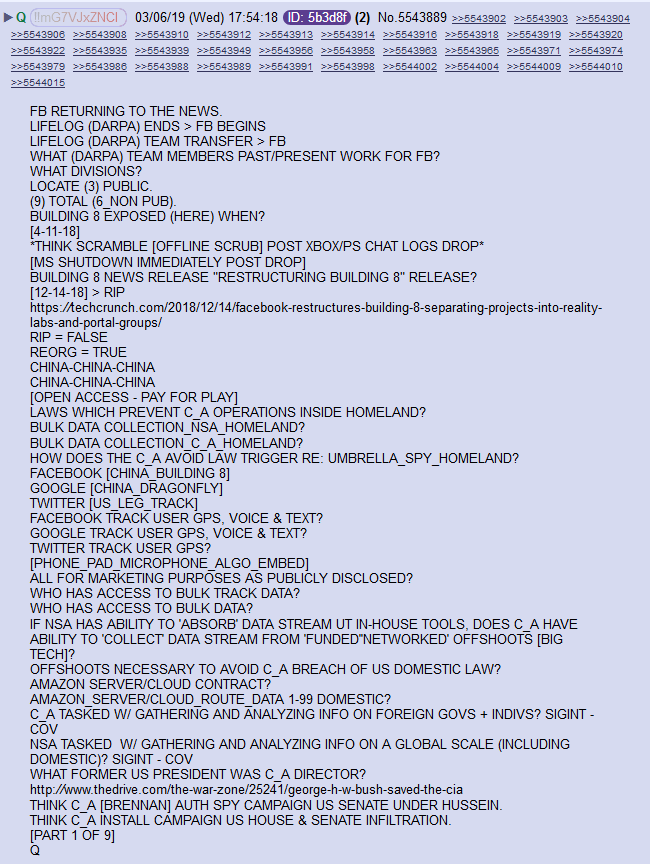 Q !!mG7VJxZNCI 03/06/19 (Wed) 17:54:18 ID: 5b3d8f (2) No.5543889 >>5543902 >>5543903 >>5543904
>>5543906 >>5543908 >>5543910 >>5543912 >>5543913 >>5543914 >>5543916 >>5543918 >>5543919 >>5543920
>>5543922 >>5543935 >>5543939 >>5543949 >>5543956 >>5543958 >>5543963 >>5543965 >>5543971 >>5543974
>>5543979 >>5543986 >>5543988 >>5543989 >>5543991 >>5543998 >>5544002 >>5544004 >>5544009 >>5544010
>>5544015
FB RETURNING TO THE NEWS.
LIFELOG (DARPA) ENDS > FB BEGINS
LIFELOG (DARPA) TEAM TRANSFER > FB
WHAT (DARPA) TEAM MEMBERS PAST/PRESENT WORK FOR FB?
WHAT DIVISIONS?
LOCATE (3) PUBLIC.
(9) TOTAL (6_NON PUB).
BUILDING 8 EXPOSED (HERE) WHEN?
[4-11-18]
*THINK SCRAMBLE [OFFLINE SCRUB] POST XBOX/PS CHAT LOGS DROP*
[MS SHUTDOWN IMMEDIATELY POST DROP]
BUILDING 8 NEWS RELEASE "RESTRUCTURING BUILDING 8" RELEASE?
[12-14-18] > RIP
https://techcrunch.com/2018/12/14/facebook-restructures-building-8-separating-projects-into-reality-
labs-and-portal-groups/
RIP = FALSE
REORG = TRUE
CHINA-CHINA-CHINA
CHINA-CHINA-CHINA
[OPEN ACCESS - PAY FOR PLAY]
LAWS WHICH PREVENT C_A OPERATIONS INSIDE HOMELAND?
BULK DATA COLLECTION_NSA_HOMELAND?
BULK DATA COLLECTION_C_A_HOMELAND?
HOW DOES THE C_A AVOID LAW TRIGGER RE: UMBRELLA_SPY_HOMELAND?
FACEBOOK [CHINA_BUILDING 8]
GOOGLE [CHINA_DRAGONFLY]
TWITTER [US_LEG_TRACK]
FACEBOOK TRACK USER GPS, VOICE & TEXT?
GOOGLE TRACK USER GPS, VOICE & TEXT?
TWITTER TRACK USER GPS?
[PHONE_PAD_MICROPHONE_ALGO_EMBED]
ALL FOR MARKETING PURPOSES AS PUBLICLY DISCLOSED?
WHO HAS ACCESS TO BULK TRACK DATA?
WHO HAS ACCESS TO BULK DATA?
IF NSA HAS ABILITY TO 'ABSORB' DATA STREAM UT IN-HOUSE TOOLS, DOES C_A HAVE
ABILITY TO 'COLLECT' DATA STREAM FROM 'FUNDED''NETWORKED' OFFSHOOTS [BIG
TECH]?
OFFSHOOTS NECESSARY TO AVOID C_A BREACH OF US DOMESTIC LAW?
AMAZON SERVER/CLOUD CONTRACT?
AMAZON_SERVER/CLOUD_ROUTE_DATA 1-99 DOMESTIC?
C_A TASKED W/ GATHERING AND ANALYZING INFO ON FOREIGN GOVS + INDIVS? SIGINT -
COV
NSA TASKED W/ GATHERING AND ANALYZING INFO ON A GLOBAL SCALE (INCLUDING
DOMESTIC)? SIGINT - COV
WHAT FORMER US PRESIDENT WAS C_A DIRECTOR?
http://www.thedrive.com/the-war-zone/25241/george-h-w-bush-saved-the-cia
THINK C_A [BRENNAN] AUTH SPY CAMPAIGN US SENATE UNDER HUSSEIN.
THINK C_A INSTALL CAMPAIGN US HOUSE & SENATE INFILTRATION.
[PART 1 OF 9]
Q